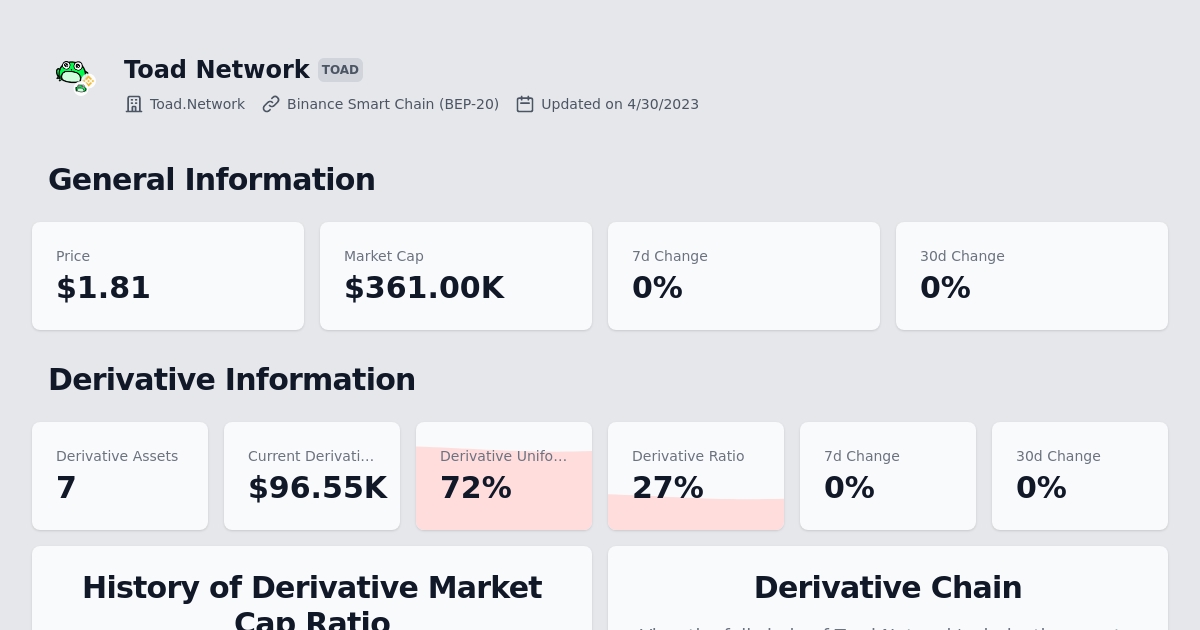 Toad Network TOAD
Toad.Network Binance Smart Chain (BEP-20) Updated on 4/30/2023
General Information
Price Market Cap 7d Change 30d Change
$1.81 $361.00K 0% 0%
Derivative Information
Derivative Assets Current Derivati... Derivative Unifo... Derivative Ratio 7d Change 30d Change
7 $96.55K 72% 27% 0% 0%
History of Derivative Market
Cap Ratio
Derivative Chain